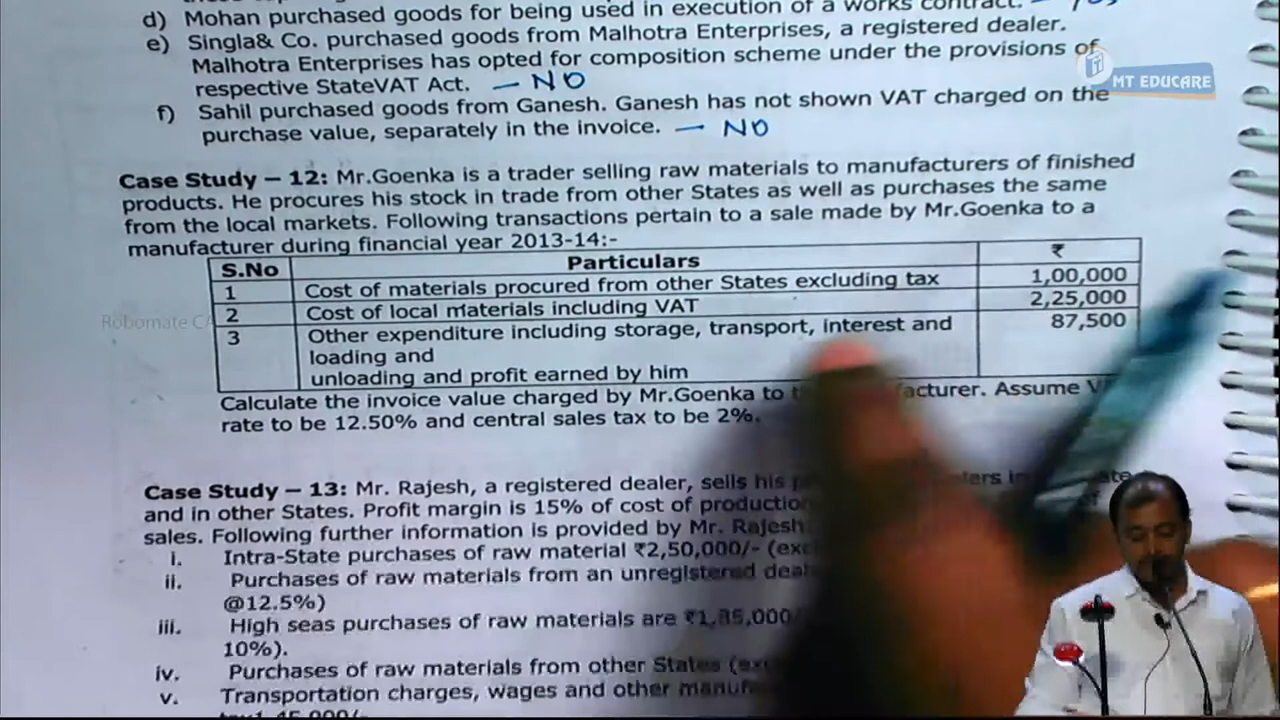 d) Mohan purchased goods for being used in execution of a works contract. —
e) Singla& Co. purchased goods from Malhotra Enterprises, a registered dealer.
Malhotra Enterprises has opted for composition scheme under the provisions of
respective StateVAT Act. — NO
f) Sahil purchased goods from Ganesh. Ganesh has not shown VAT charged on the
purchase value, separately in the invoice. — NO
MT EDUCARE
Case Study – 12: Mr.Goenka is a trader selling raw materials to manufacturers of finished
products. He procures his stock in trade from other States as well as purchases the same
from the local markets. Following transactions pertain to a sale made by Mr.Goenka to a
manufacturer during financial year 2013-14:-
S.No Particulars ₹
1 Cost of materials procured from other States excluding tax 1,00,000
2 Cost of local materials including VAT 2,25,000
3 Other expenditure including storage, transport, interest and 87,500
loading and
unloading and profit earned by him
Robomate
Calculate the invoice value charged by Mr.Goenka to Assume
rate to be 12.50% and central sales tax to be 2%.
Case Study – 13: Mr. Rajesh, a registered dealer, sells his
and in other States. Profit margin is 15% of cost of production
sales. Following further information is provided by Mr. Rajesh
i. Intra-State purchases of raw material ₹2,50,000/-
ii. Purchases of raw materials from an unregistered
@12.5%)
iii. High seas purchases of raw materials are ₹1,85,000/
10%).
iv. Purchases of raw materials from other States
v. Transportation charges, wages and other